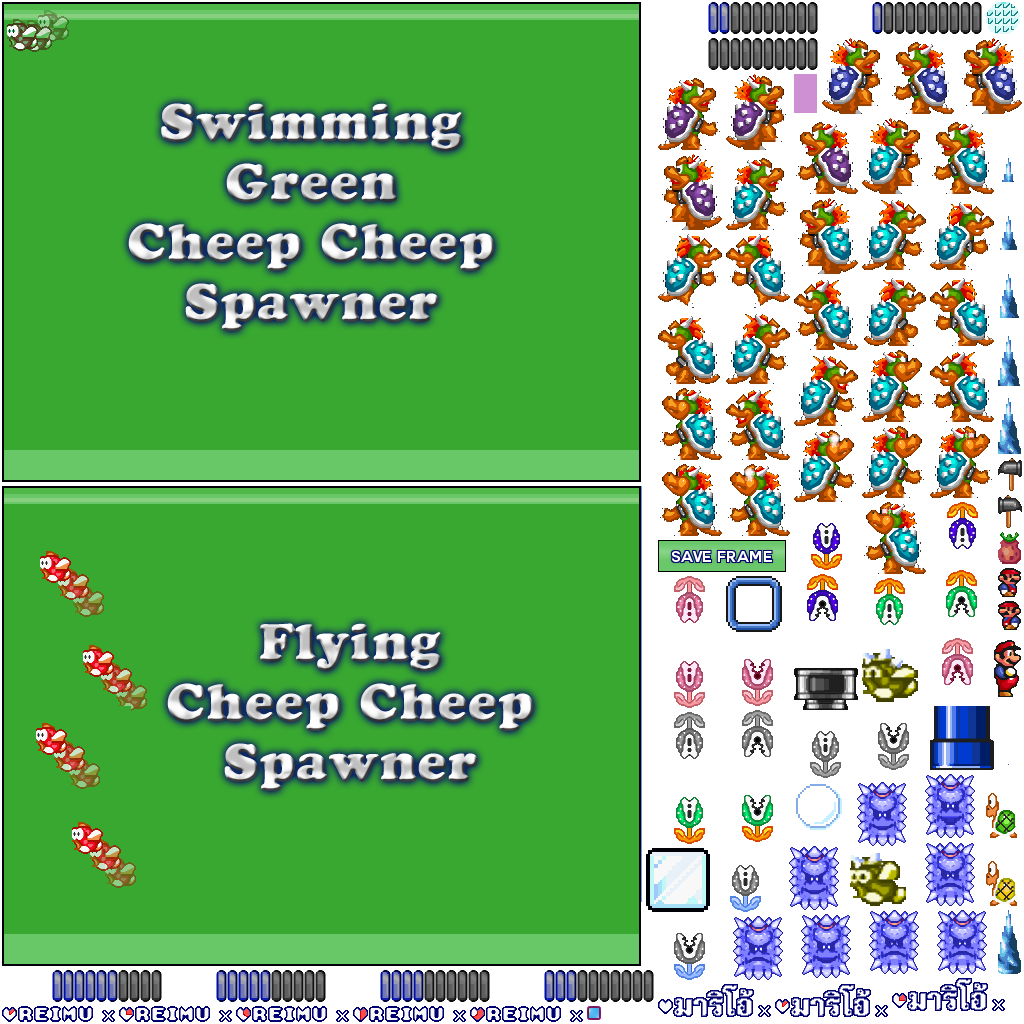 Swimming
Green
Cheep Cheep
Spawner
SAVE FRAME
Flying
Cheep Cheep
Spawner
REIMU × REIMU × REIMU × REIMU × REIMU ×
มาริโอ้ × มาริโอ้ × มาริโอ้ ×